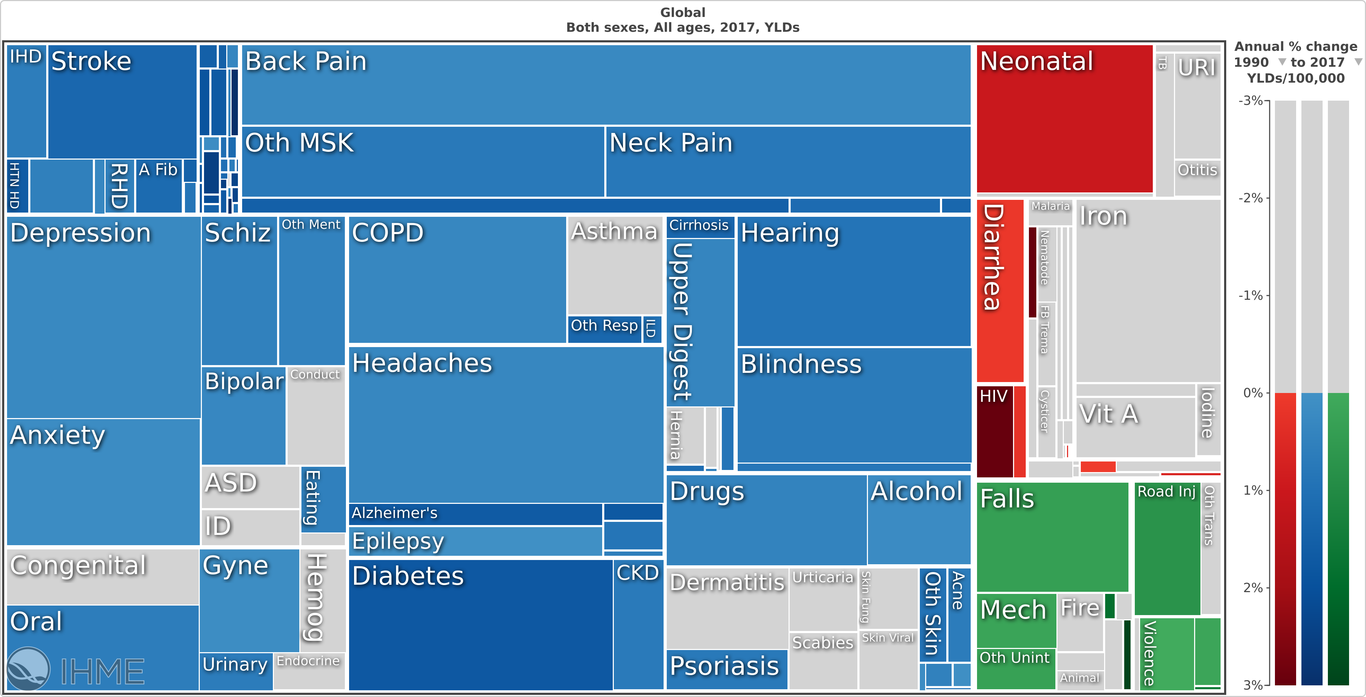 Global
Both sexes, All ages, 2017, YLDs
IHD
Stroke
HTN HD
RHD
A Fib
Back Pain
Oth MSK
Neck Pain
Neonatal
TB
URI
Otitis
Annual % change
1990 ▼ to 2017 ▼
YLDs/100,000
-3%
-2%
-1%
0%
1%
2%
3%
Depression
Schiz
Oth Ment
Anxiety
Bipolar
Conduct
ASD
ID
Eating
COPD
Asthma
Oth Resp
ILD
Headaches
Alzheimer's
Epilepsy
Cirrhosis
Upper Digest
Hernia
Hearing
Blindness
Diarrhea
HIV
Malaria
Nematode
FB Trema
Cysticer
Iron
Vit A
Iodine
Congenital
Oral
Gyne
Urinary
Hemog
Endocrine
Diabetes
CKD
Drugs
Alcohol
Dermatitis
Urticaria
Skin Fung
Scabies
Skin Viral
Psoriasis
Oth Skin
Acne
Falls
Road Inj
Oth Trans
Mech
Fire
Oth Unint
Animal
Violence
IHME